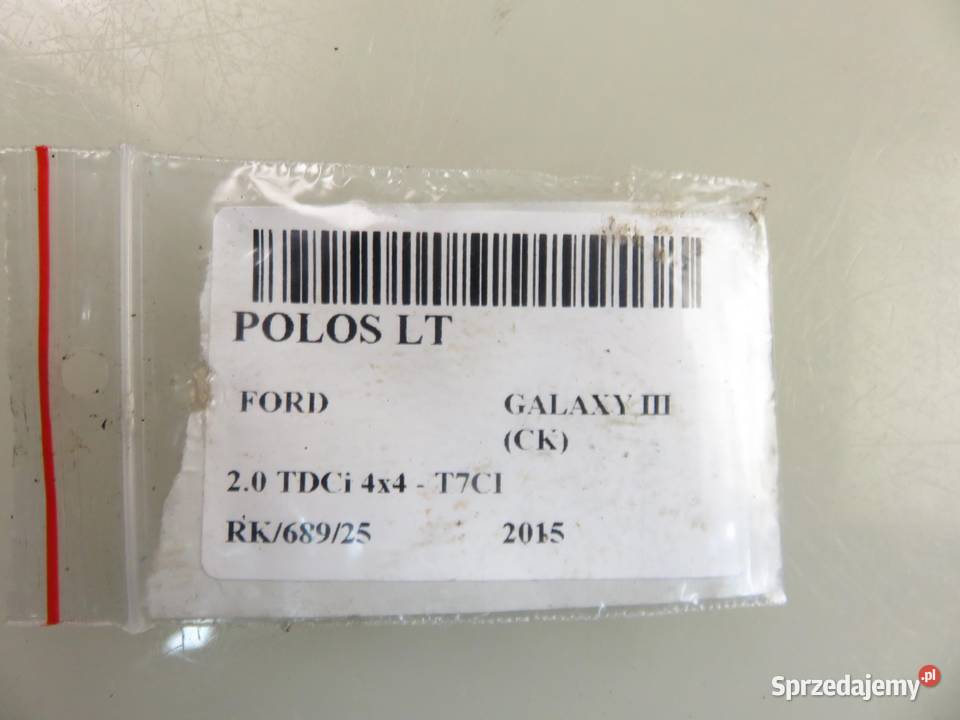 POLOS LT
FORD GALAXY III
(CK)
2.0 TDCi 4x4 - T7CI
RK/689/25 2015
Sprzedajemy.pl